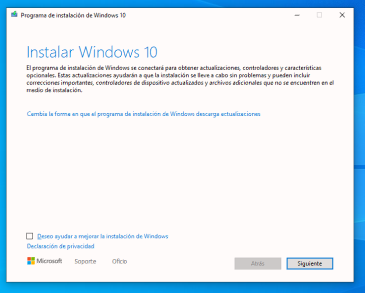 Programa de instalación de Windows 10
Instalar Windows 10
El programa de instalación de Windows se conectará para obtener actualizaciones, controladores y características
opcionales. Estas actualizaciones ayudarán a que la instalación se lleve a cabo sin problemas y pueden incluir
correcciones importantes, controladores de dispositivo actualizados y archivos adicionales que no se encuentren en el
medio de instalación.
Cambia la forma en que el programa de instalación de Windows descarga actualizaciones
Deseo ayudar a mejorar la instalación de Windows
Declaración de privacidad
Microsoft Soporte Oficio Atrás Siguiente